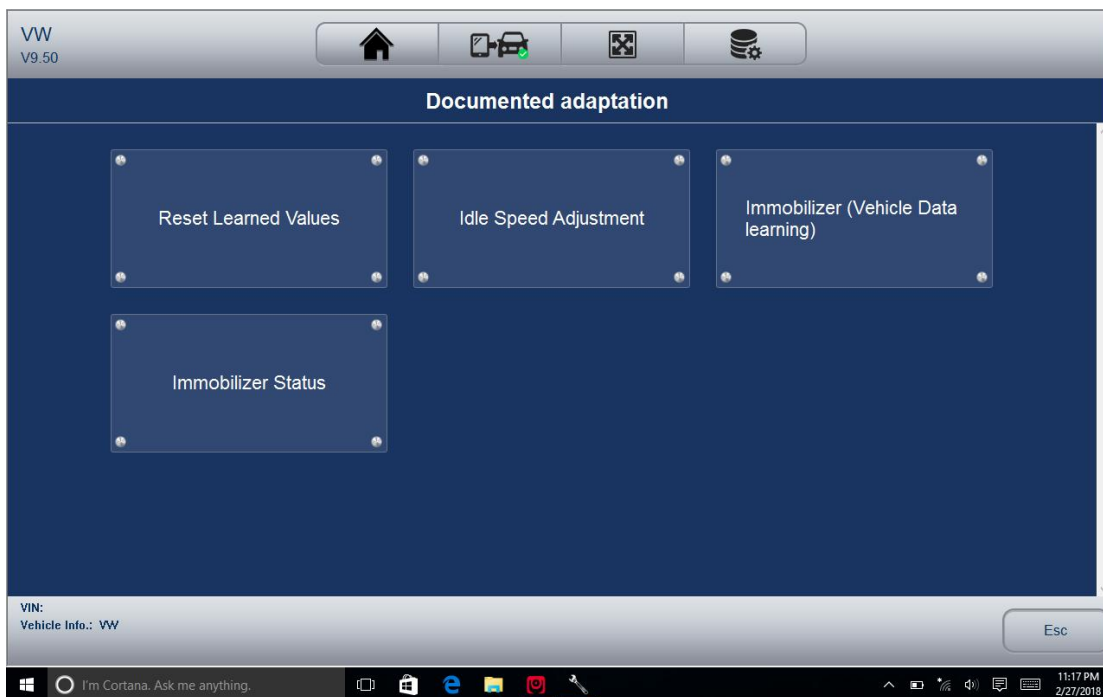 VW
V9.50
Documented adaptation
Reset Learned Values
Idle Speed Adjustment
Immobilizer (Vehicle Data
learning)
Immobilizer Status
VIN:
Vehicle Info.: VW
Esc
I'm Cortana. Ask me anything.
11:17 PM
2/27/2018